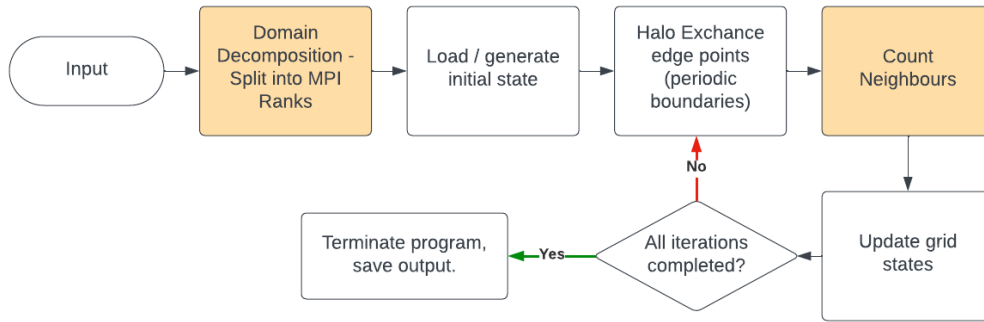 Input
Domain
Decomposition -
Split into MPI
Ranks
Load / generate
initial state
Halo Exchance
edge points
(periodic
boundaries)
Count
Neighbours
No
Update grid
states
All iterations
completed?
Yes
Terminate program,
save output.